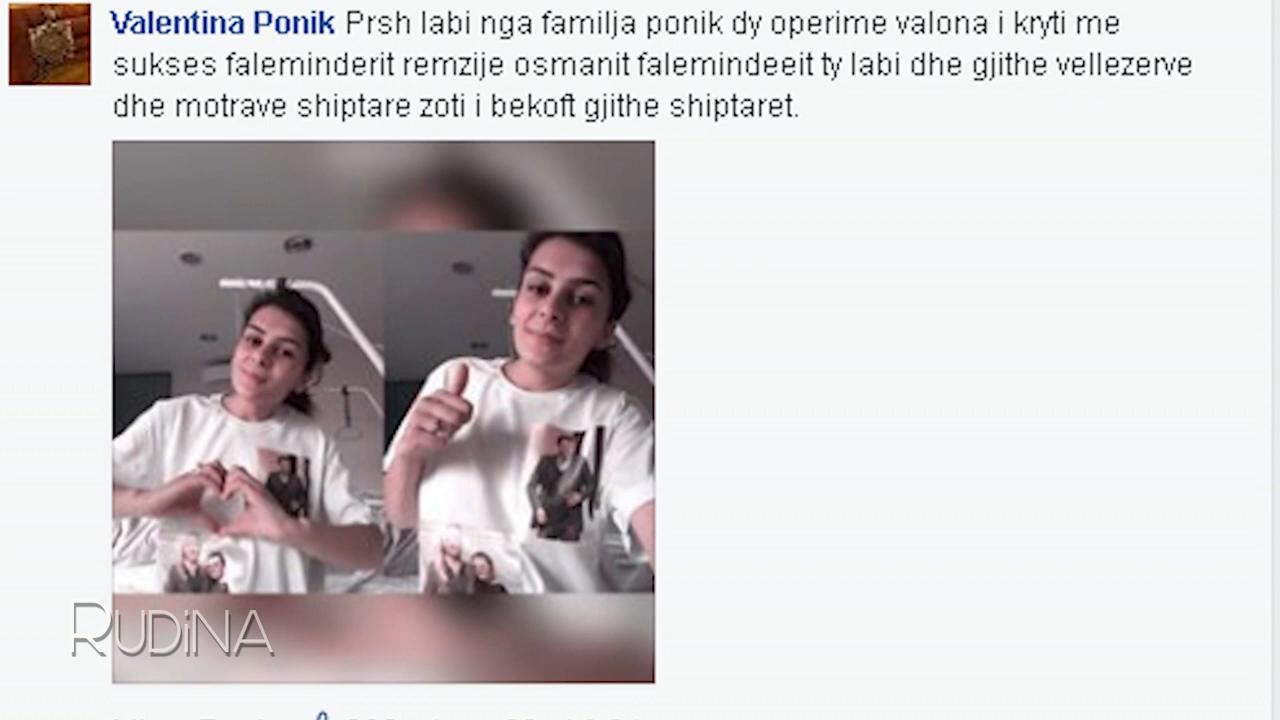 Valentina Ponik Prsh labi nga familja ponik dy operime valona i kryti me
sukses faleminderit remzije osmanit falemindeeit ty labi dhe gjithe vellezerve
dhe motrave shiptare zoti i bekoft gjithe shiptaret.
RUDiNA